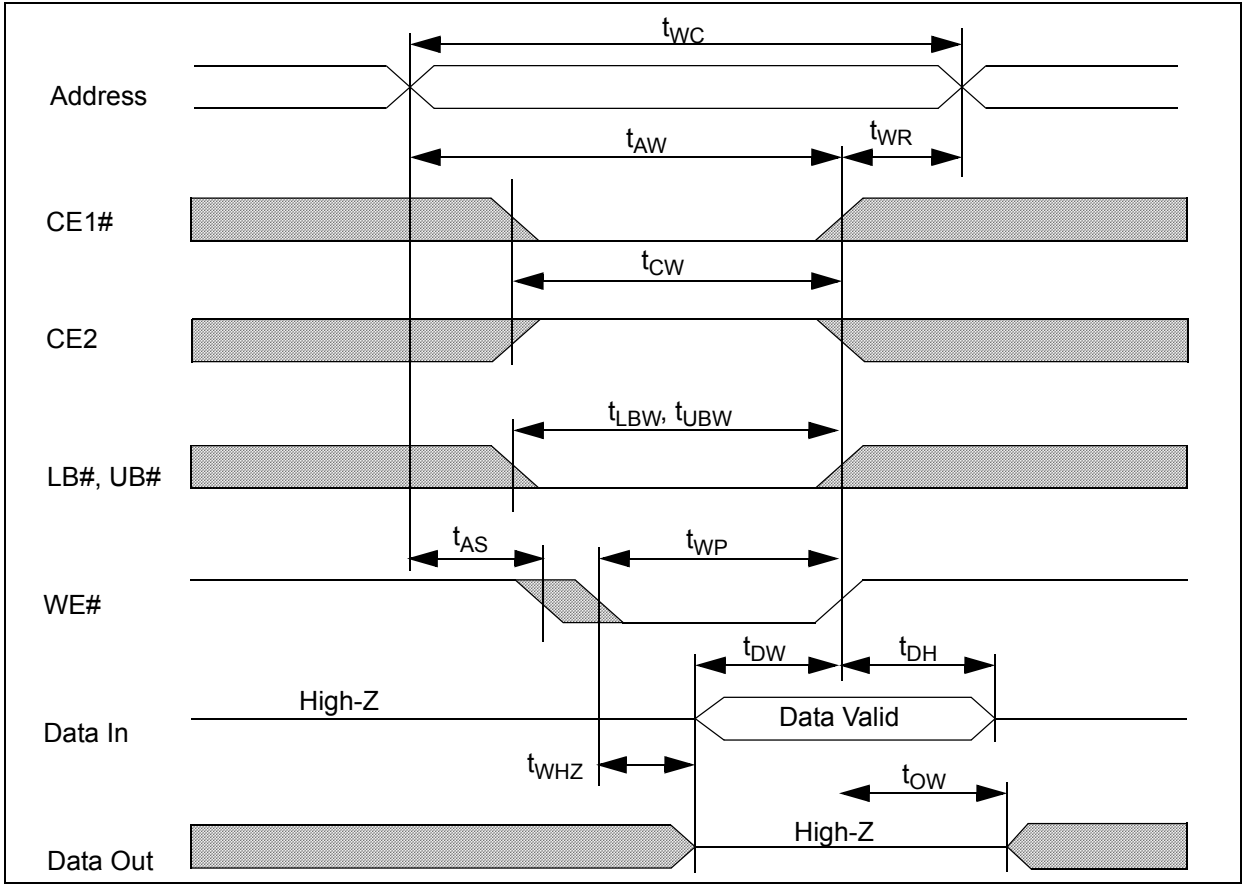 tWC
Address
tAW
tWR
CE1#
tCW
CE2
tLBW, tUBW
LB#, UB#
tAS
tWP
WE#
tDW
tDH
High-Z
Data Valid
Data In
tWHZ
tOW
High-Z
Data Out